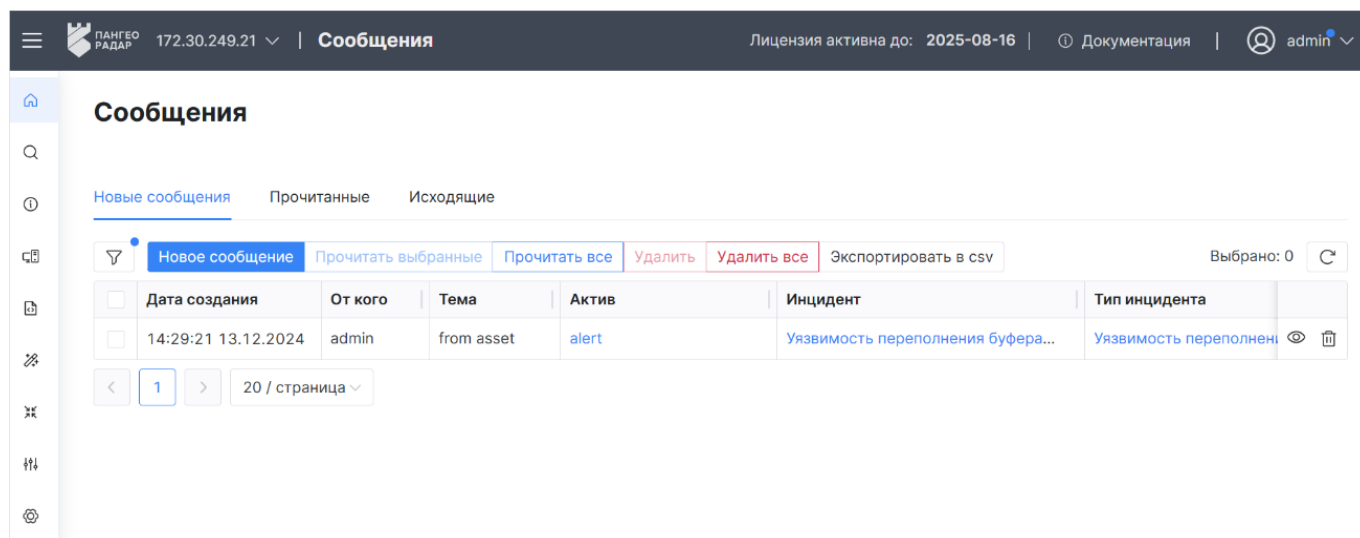 ПАНГЕО РАДАР 172.30.249.21 | Сообщения Лицензия активна до: 2025-08-16 | Документация | admin
Сообщения
Новые сообщения Прочитанные Исходящие
Новое сообщение Прочитать выбранные Прочитать все Удалить Удалить все Экспортировать в csv Выбрано: 0
Дата создания От кого Тема Актив Инцидент Тип инцидента
14:29:21 13.12.2024 admin from asset alert Уязвимость переполнения буфера... Уязвимость переполнени
1 20 / страница